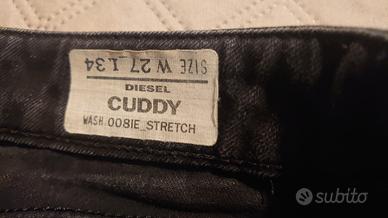 SIZE W 27 L 34
DIESEL
CUDDY
WASH 008IE_STRETCH
subito